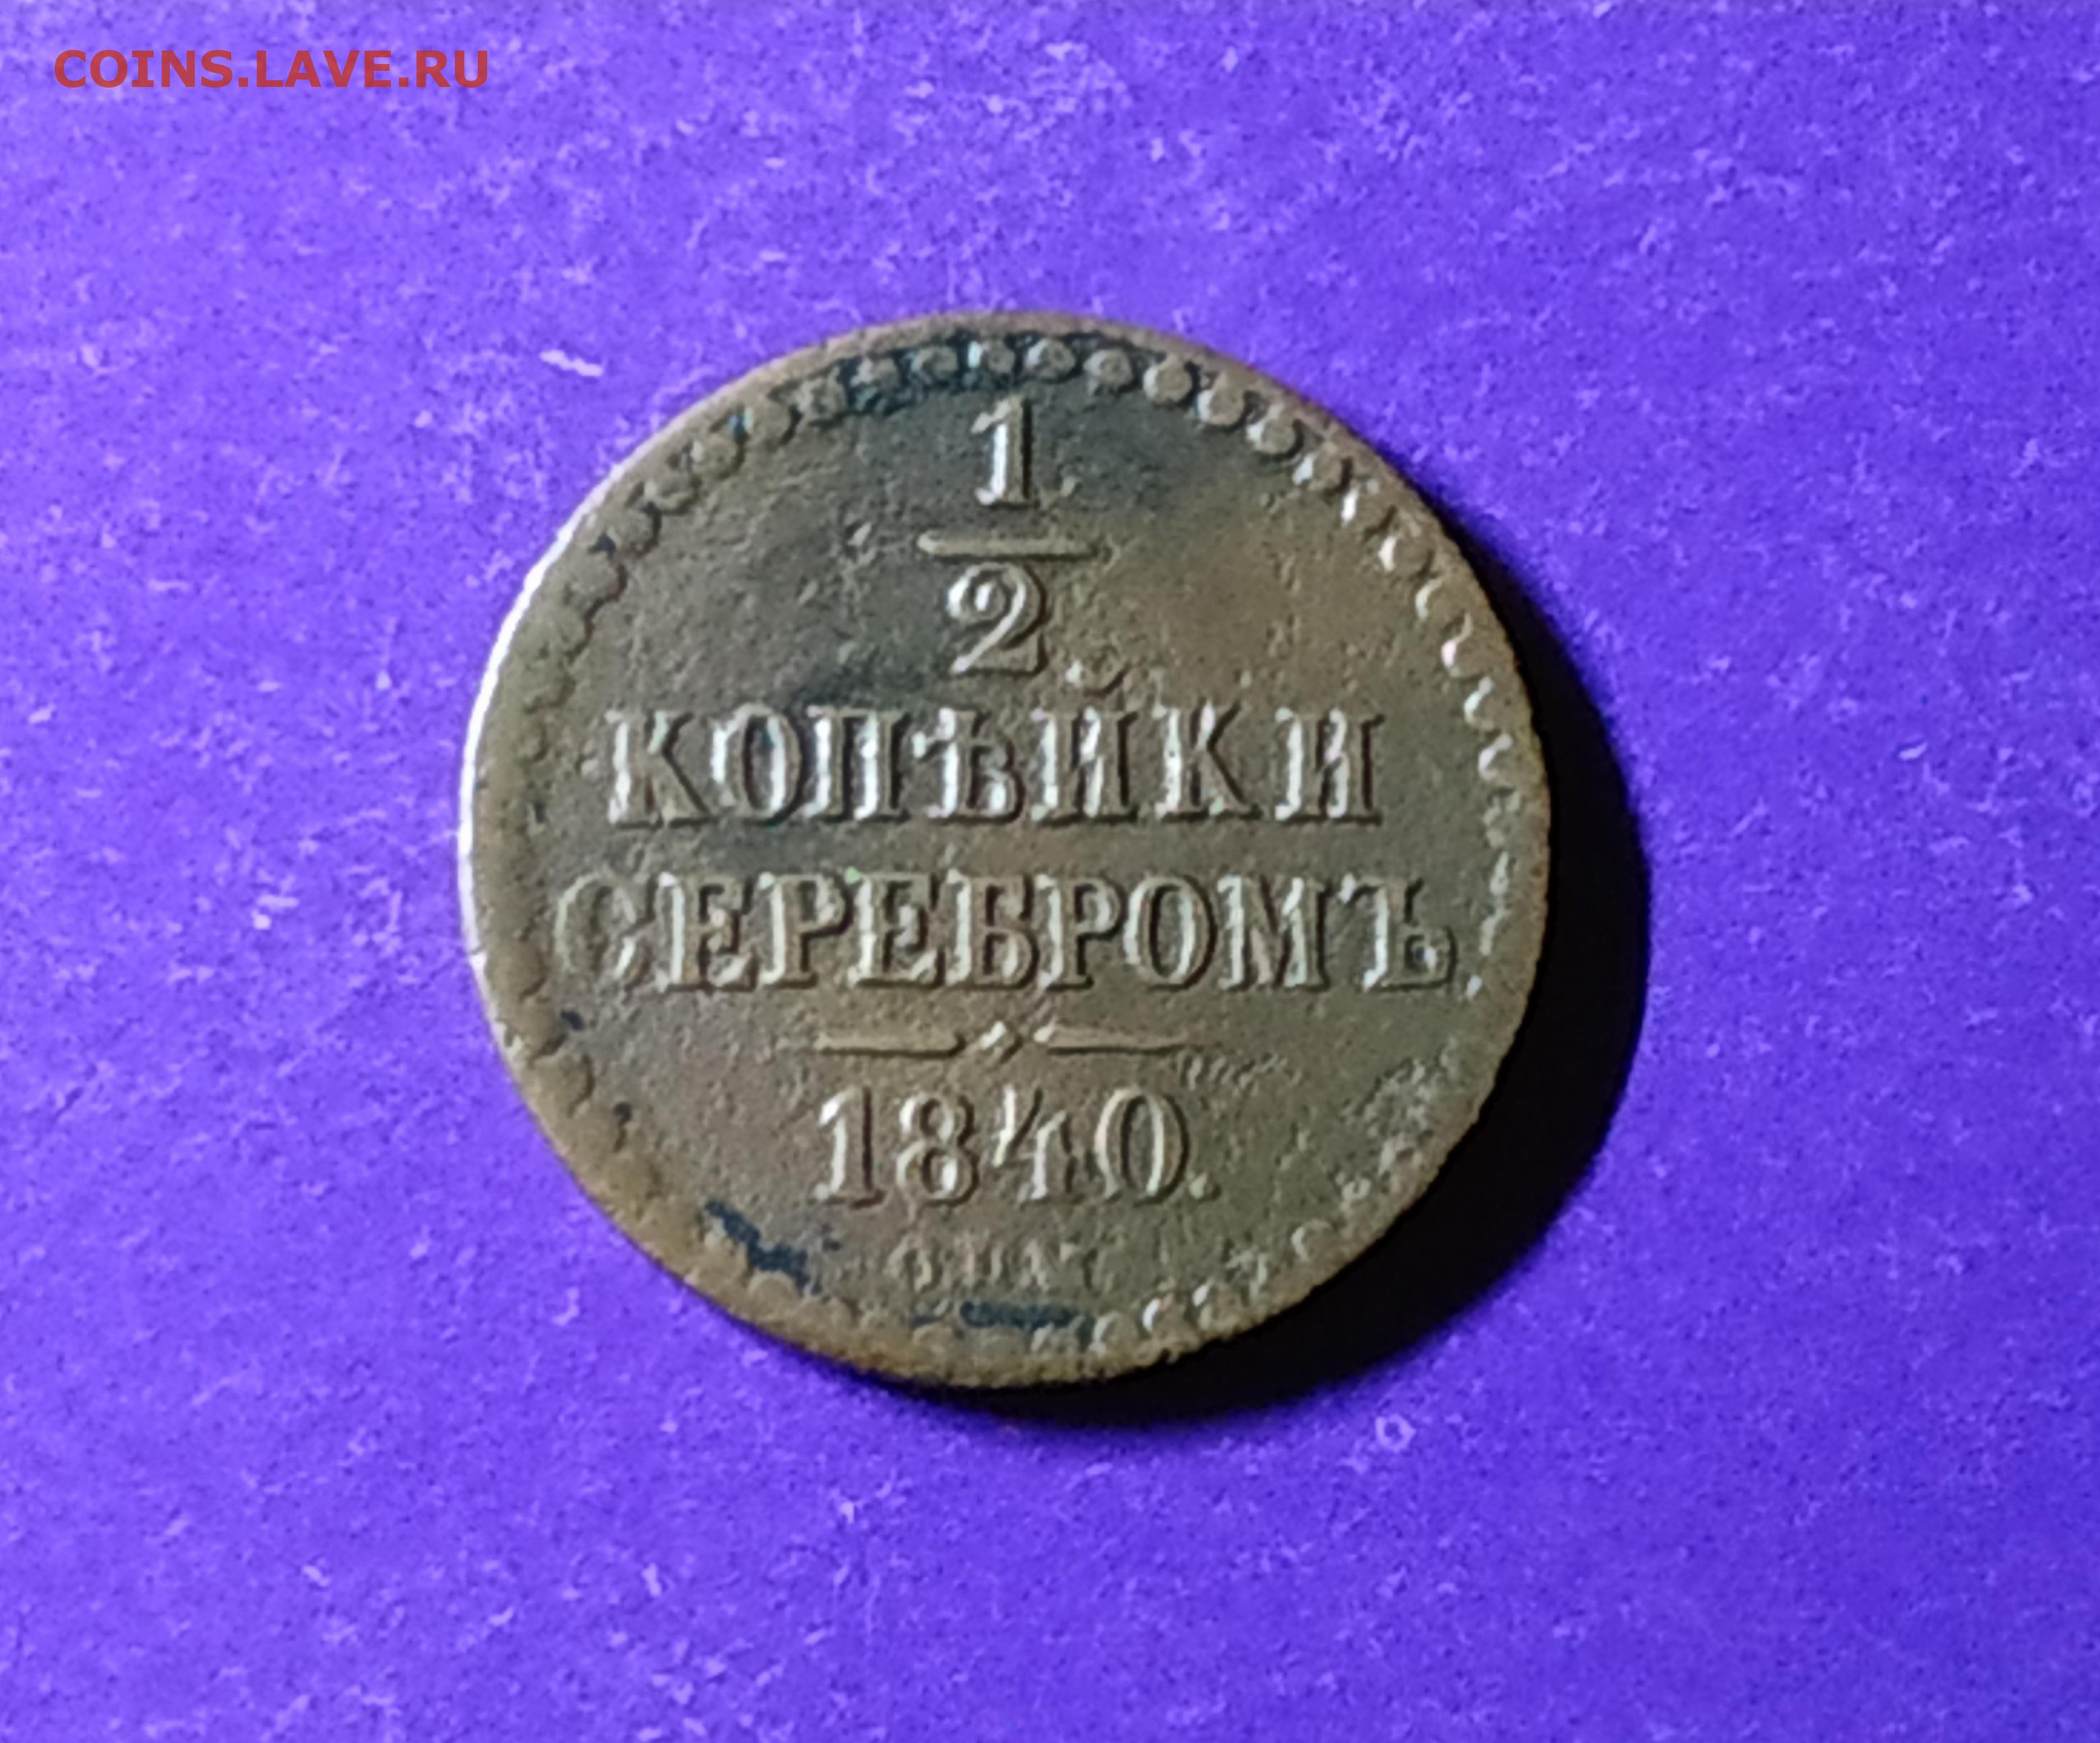 COINS.LAVE.RU
1
2
КОПѢЙКИ
СЕРЕБРОМЪ.
1840.